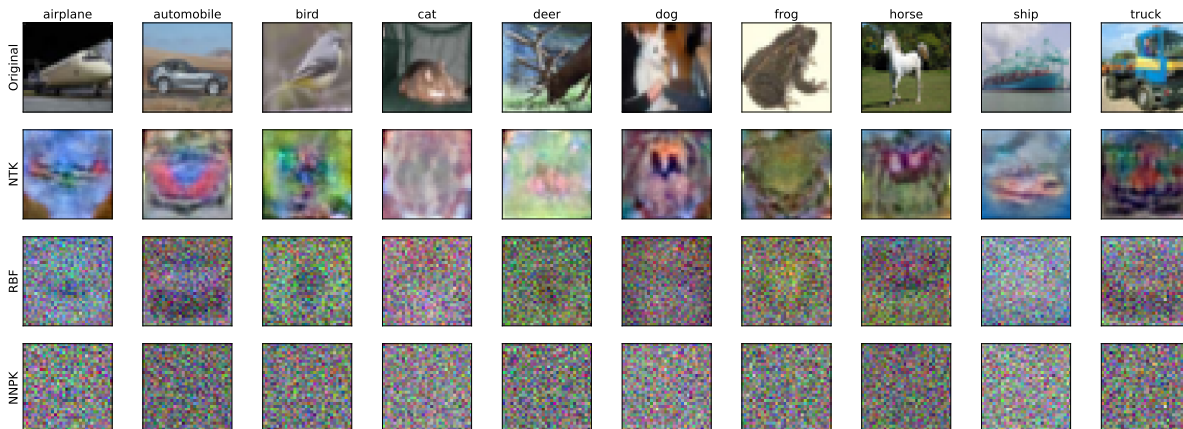 airplane automobile bird cat deer dog frog horse ship truck
Original
NTK
RBF
NNPK